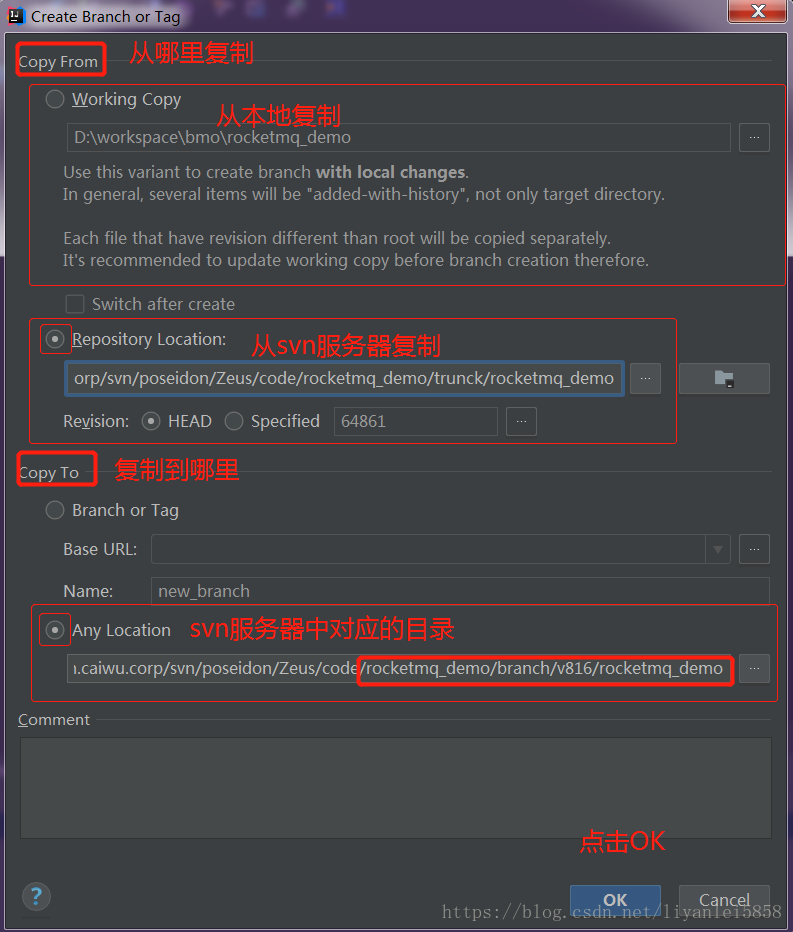 Create Branch or Tag
Copy From 从哪里复制
Working Copy
从本地复制
D:\workspace\bmo\rocketmq_demo
Use this variant to create branch with local changes.
In general, several items will be "added-with-history", not only target directory.
Each file that have revision different than root will be copied separately.
It's recommended to update working copy before branch creation therefore.
Switch after create
Repository Location: 从svn服务器复制
orp/svn/poseidon/Zeus/code/rocketmq_demo/trunck/rocketmq_demo
Revision: HEAD Specified 64861
Copy To 复制到哪里
Branch or Tag
Base URL:
Name: new_branch
Any Location svn服务器中对应的目录
.caiwu.corp/svn/poseidon/Zeus/code/rocketmq_demo/branch/v816/rocketmq_demo
Comment
点击OK
? OK Cancel
https://blog.csdn.net/liyanlei5858